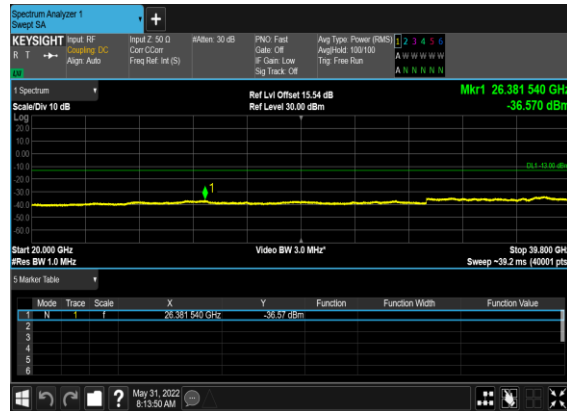 Spectrum Analyzer 1
Swept SA
+
KEYSIGHT Input: RF Input Z: 50 Ω #Atten: 30 dB PNO: Fast Avg Type: Power (RMS) 1 2 3 4 5 6
R T Coupling: DC Corr CCorr Gate: Off Avg|Hold: 100/100 A W W W W W
Align: Auto Freq Ref: Int (S) IF Gain: Low Trig: Free Run
Sig Track: Off A N N N N N
1 Spectrum Ref Lvl Offset 15.54 dB Mkr1 26.381 540 GHz
Scale/Div 10 dB Ref Level 30.00 dBm -36.570 dBm
Log
20.0
10.0
0.00
-10.0 DL1 -13.00 dBm
-20.0
-30.0 1
-40.0
-50.0
-60.0
Start 20.000 GHz Video BW 3.0 MHz* Stop 39.800 GHz
#Res BW 1.0 MHz Sweep ~39.2 ms (40001 pts)
5 Marker Table
Mode Trace Scale X Y Function Function Width Function Value
1 N 1 f 26.381 540 GHz -36.57 dBm
2
3
4
5
6
? May 31, 2022
8:13:50 AM